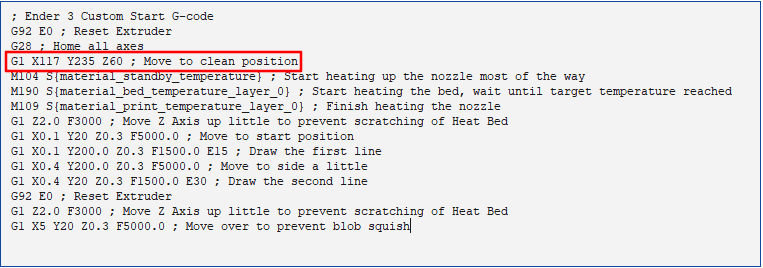 ; Ender 3 Custom Start G-code
G92 E0 ; Reset Extruder
G28 ; Home all axes
G1 X117 Y235 Z60 ; Move to clean position
M104 S{material_standby_temperature} ; Start heating up the nozzle most of the way
M190 S{material_bed_temperature_layer_0} ; Start heating the bed, wait until target temperature reached
M109 S{material_print_temperature_layer_0} ; Finish heating the nozzle
G1 Z2.0 F3000 ; Move Z Axis up little to prevent scratching of Heat Bed
G1 X0.1 Y20 Z0.3 F5000.0 ; Move to start position
G1 X0.1 Y200.0 Z0.3 F1500.0 E15 ; Draw the first line
G1 X0.4 Y200.0 Z0.3 F5000.0 ; Move to side a little
G1 X0.4 Y20 Z0.3 F1500.0 E30 ; Draw the second line
G92 E0 ; Reset Extruder
G1 Z2.0 F3000 ; Move Z Axis up little to prevent scratching of Heat Bed
G1 X5 Y20 Z0.3 F5000.0 ; Move over to prevent blob squish